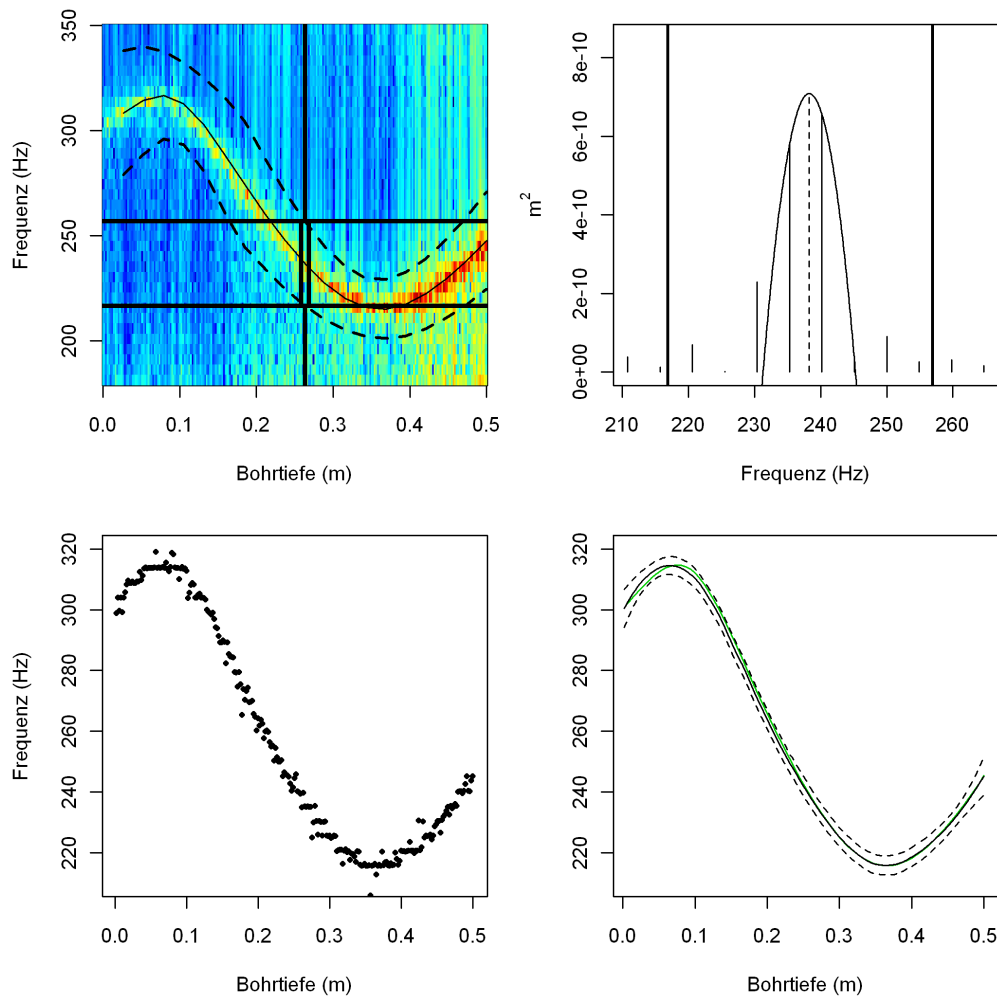 350
300
250
200
Frequenz (Hz)
0.0 0.1 0.2 0.3 0.4 0.5
Bohrtiefe (m)
8e-10
6e-10
4e-10
2e-10
0e+00
m²
210 220 230 240 250 260
Frequenz (Hz)
320
300
280
260
240
220
Frequenz (Hz)
0.0 0.1 0.2 0.3 0.4 0.5
Bohrtiefe (m)
320
300
280
260
240
220
0.0 0.1 0.2 0.3 0.4 0.5
Bohrtiefe (m)